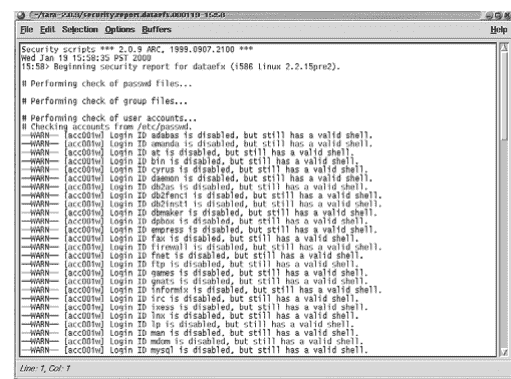 ~/tara-2.0.9/security.report.dataefx.000119-15:58
File Edit Selection Options Buffers Help
Security scripts *** 2.0.9 ARC, 1999.0907.2100 ***
Wed Jan 19 15:58:35 PST 2000
15:58> Beginning security report for dataefx (i586 Linux 2.2.15pre2).
# Performing check of passwd files...
# Performing check of group files...
# Performing check of user accounts...
# Checking accounts from /etc/passwd.
--WARN-- [acc001w] Login ID adabas is disabled, but still has a valid shell.
--WARN-- [acc001w] Login ID amanda is disabled, but still has a valid shell.
--WARN-- [acc001w] Login ID at is disabled, but still has a valid shell.
--WARN-- [acc001w] Login ID bin is disabled, but still has a valid shell.
--WARN-- [acc001w] Login ID cyrus is disabled, but still has a valid shell.
--WARN-- [acc001w] Login ID daemon is disabled, but still has a valid shell.
--WARN-- [acc001w] Login ID db2as is disabled, but still has a valid shell.
--WARN-- [acc001w] Login ID db2fenc1 is disabled, but still has a valid shell.
--WARN-- [acc001w] Login ID db2inst1 is disabled, but still has a valid shell.
--WARN-- [acc001w] Login ID dbmaker is disabled, but still has a valid shell.
--WARN-- [acc001w] Login ID dpbox is disabled, but still has a valid shell.
--WARN-- [acc001w] Login ID empress is disabled, but still has a valid shell.
--WARN-- [acc001w] Login ID fax is disabled, but still has a valid shell.
--WARN-- [acc001w] Login ID firewall is disabled, but still has a valid shell.
--WARN-- [acc001w] Login ID fnet is disabled, but still has a valid shell.
--WARN-- [acc001w] Login ID ftp is disabled, but still has a valid shell.
--WARN-- [acc001w] Login ID games is disabled, but still has a valid shell.
--WARN-- [acc001w] Login ID gnats is disabled, but still has a valid shell.
--WARN-- [acc001w] Login ID informix is disabled, but still has a valid shell.
--WARN-- [acc001w] Login ID irc is disabled, but still has a valid shell.
--WARN-- [acc001w] Login ID ixess is disabled, but still has a valid shell.
--WARN-- [acc001w] Login ID lnx is disabled, but still has a valid shell.
--WARN-- [acc001w] Login ID lp is disabled, but still has a valid shell.
--WARN-- [acc001w] Login ID man is disabled, but still has a valid shell.
--WARN-- [acc001w] Login ID mdom is disabled, but still has a valid shell.
--WARN-- [acc001w] Login ID mysql is disabled, but still has a valid shell.
Line: 1, Col: 1